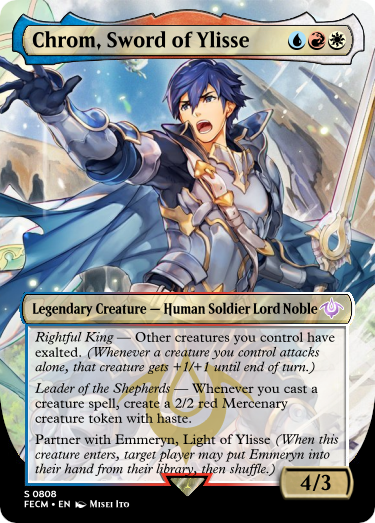 Chrom, Sword of Ylisse
Legendary Creature — Human Soldier Lord Noble
Rightful King — Other creatures you control have
exalted. (Whenever a creature you control attacks
alone, that creature gets +1/+1 until end of turn.)
Leader of the Shepherds — Whenever you cast a
creature spell, create a 2/2 red Mercenary
creature token with haste.
Partner with Emmeryn, Light of Ylisse (When this
creature enters, target player may put Emmeryn into
their hand from their library, then shuffle.)
4/3
S 0808
FECM • EN Misei Ito